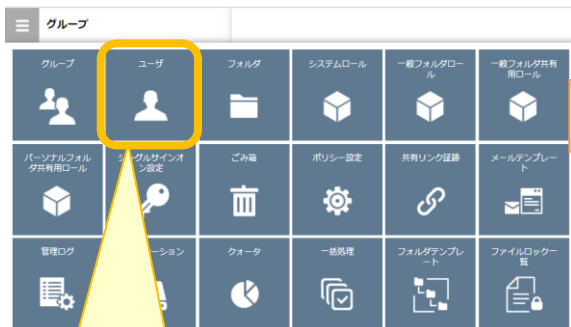 グループ
グループ
ユーザ
フォルダ
システムロール
一般フォルダロー
ル
一般フォルダ共有
用ロール
パーソナルフォル
ダ共有用ロール
シングルサインオ
ン設定
ごみ箱
ポリシー設定
共有リンク証跡
メールテンプレー
ト
管理ログ
ーション
クォータ
一括処理
フォルダテンプレ
ート
ファイルロック一
覧